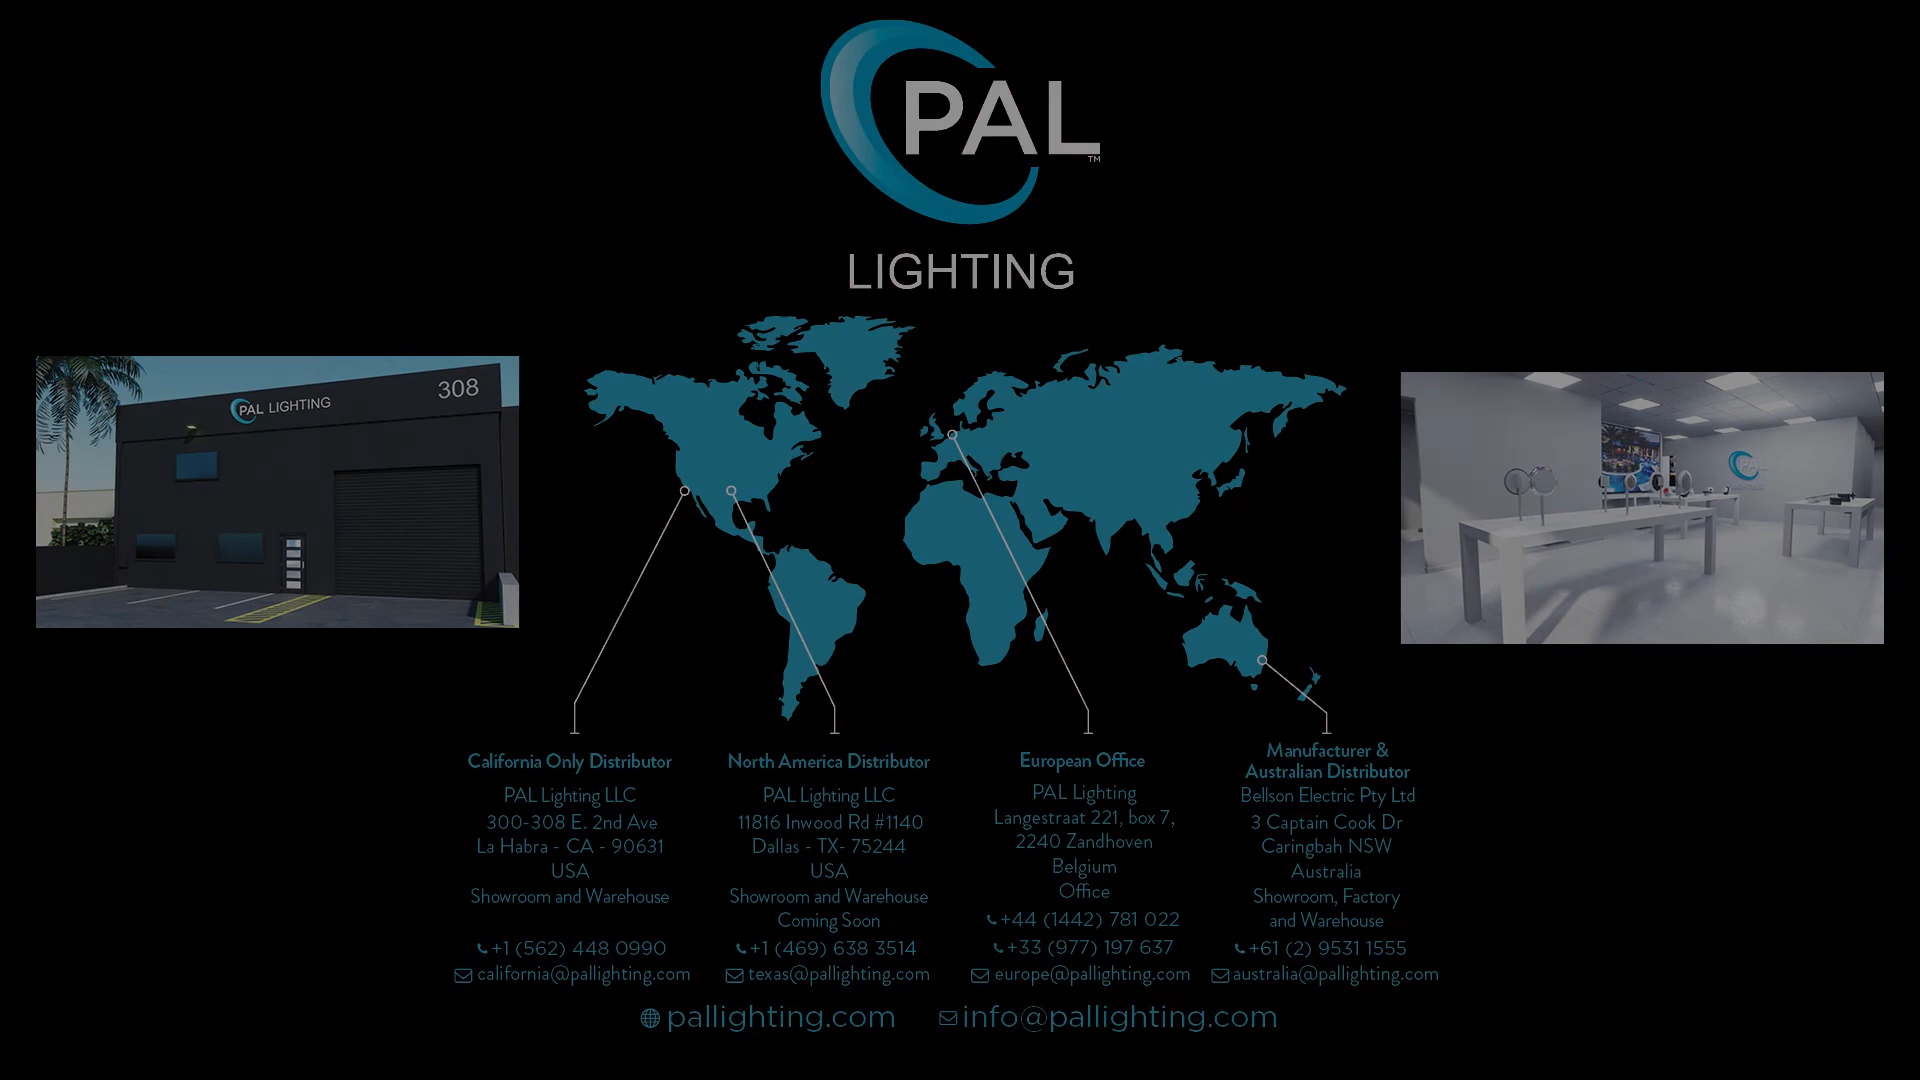 PAL
TM
LIGHTING
PAL LIGHTING
308
PAL
California Only Distributor
PAL Lighting LLC
300-308 E. 2nd Ave
La Habra - CA - 90631
USA
Showroom and Warehouse
+1 (562) 448 0990
california@pallighting.com
North America Distributor
PAL Lighting LLC
11816 Inwood Rd #1140
Dallas - TX- 75244
USA
Showroom and Warehouse
Coming Soon
+1 (469) 638 3514
texas@pallighting.com
European Office
PAL Lighting
Langestraat 221, box 7,
2240 Zandhoven
Belgium
Office
+44 (1442) 781 022
+33 (977) 197 637
europe@pallighting.com
Manufacturer &
Australian Distributor
Bellson Electric Pty Ltd
3 Captain Cook Dr
Caringbah NSW
Australia
Showroom, Factory
and Warehouse
+61 (2) 9531 1555
australia@pallighting.com
pallighting.com
info@pallighting.com